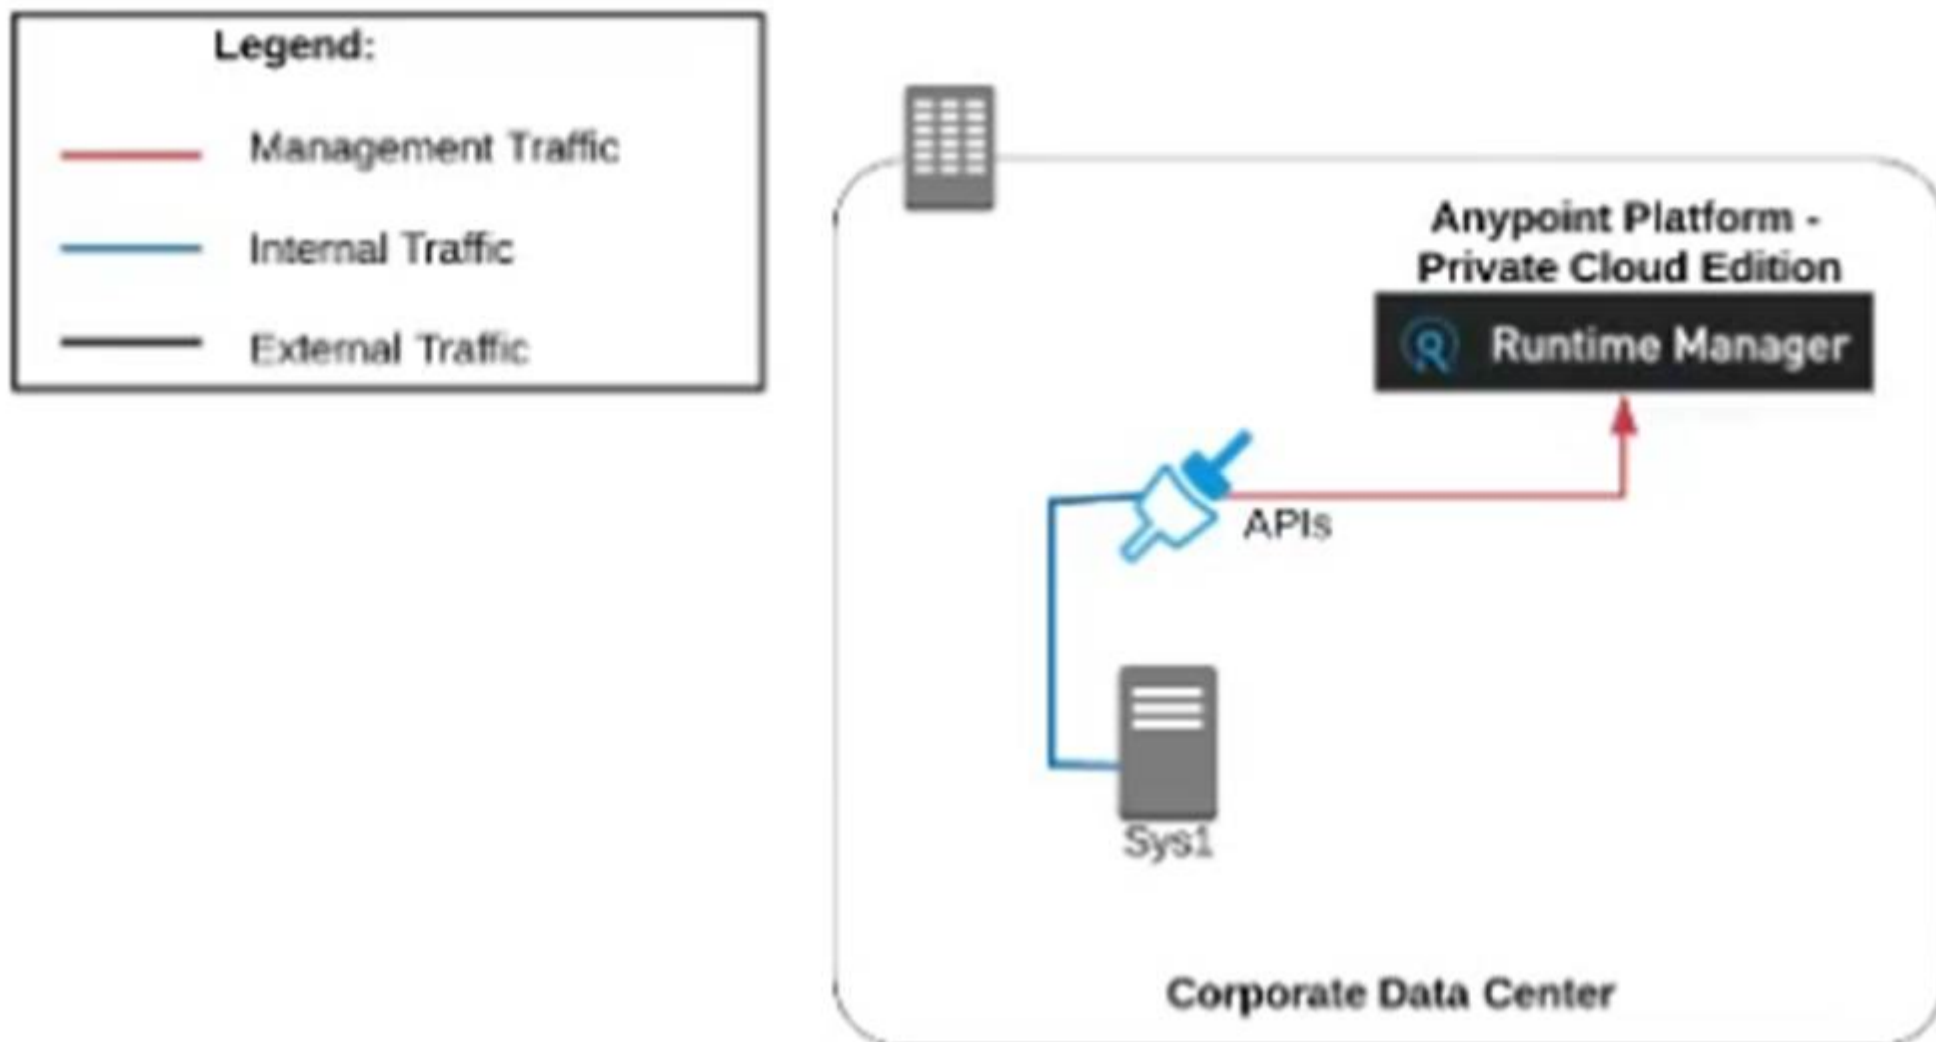 Legend:
Management Traffic
Internal Traffic
External Traffic
Anypoint Platform -
Private Cloud Edition
Runtime Manager
APIs
Sys1
Corporate Data Center